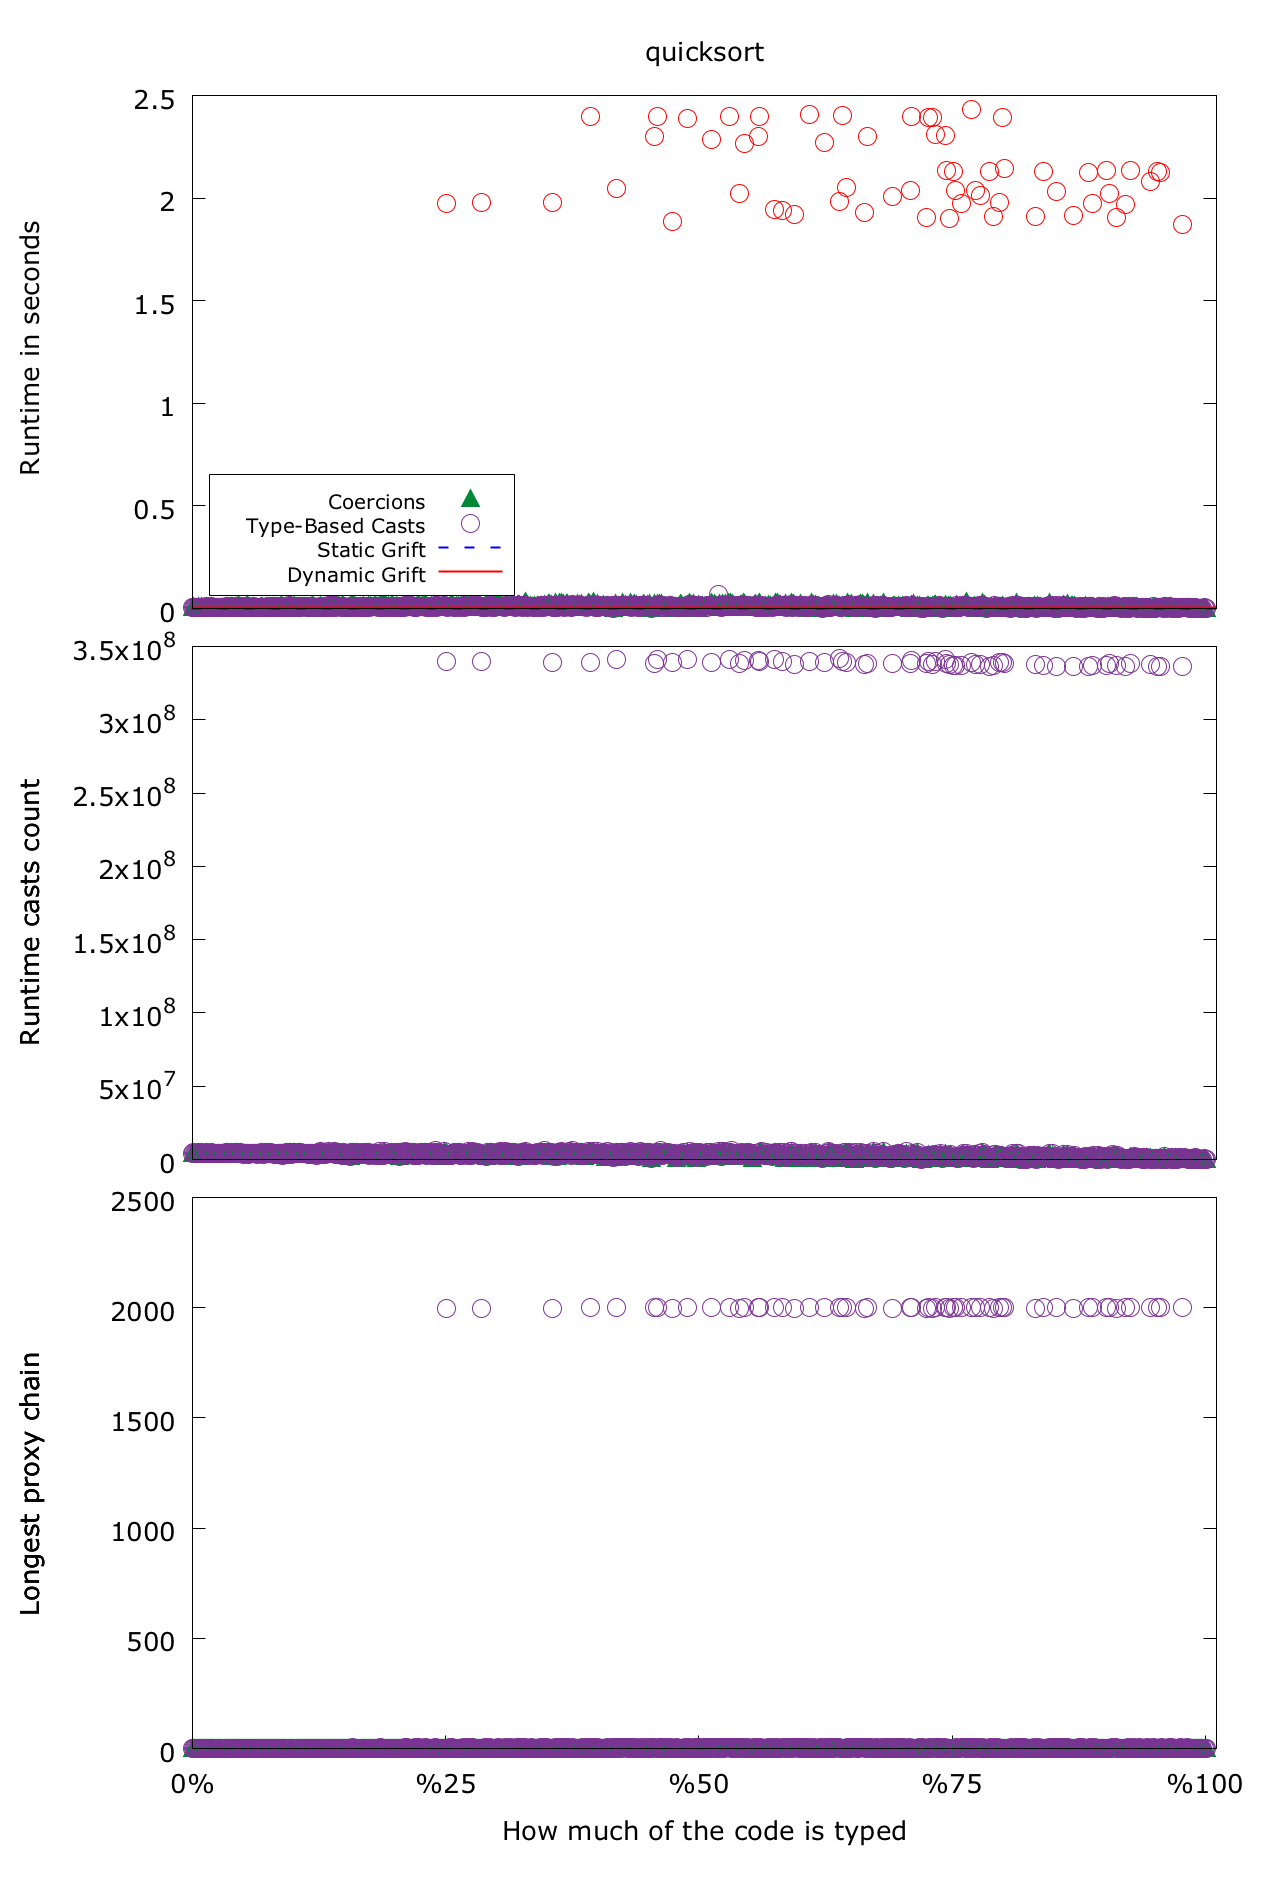 quicksort
2.5
2
1.5
1
0.5
0
Runtime in seconds
Coercions
Type-Based Casts
Static Grift
Dynamic Grift
3.5x10⁸
3x10⁸
2.5x10⁸
2x10⁸
1.5x10⁸
1x10⁸
5x10⁷
0
Runtime casts count
2500
2000
1500
1000
500
0
Longest proxy chain
0% %25 %50 %75 %100
How much of the code is typed